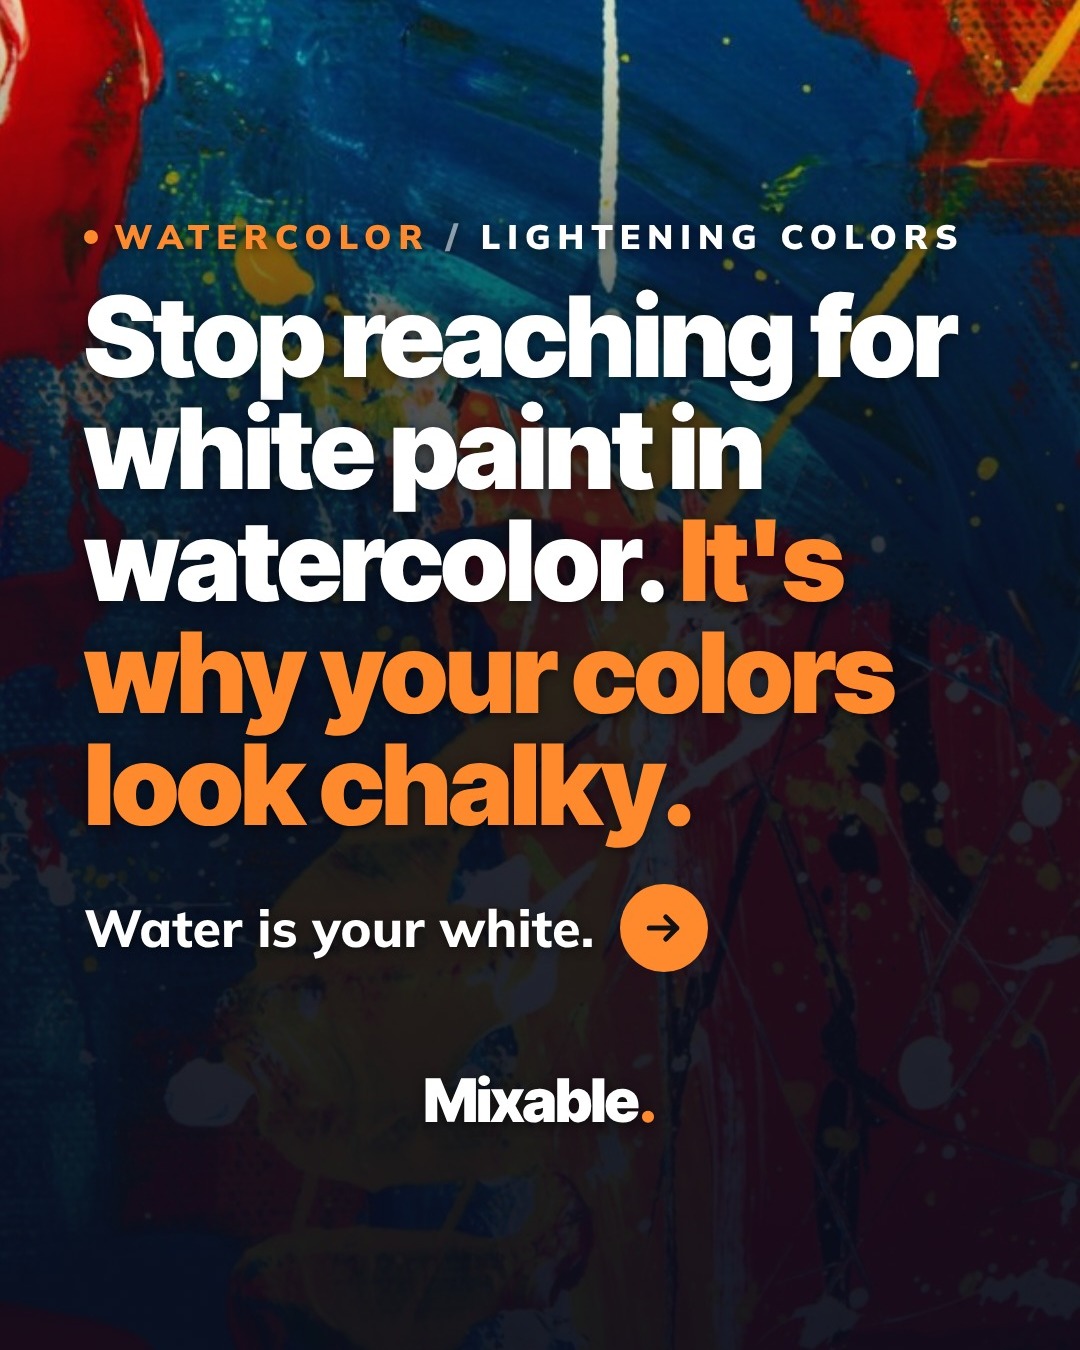 • WATERCOLOR / LIGHTENING COLORS
Stop reaching for
white paint in
watercolor. It's
why your colors
look chalky.
Water is your white. →
Mixable.